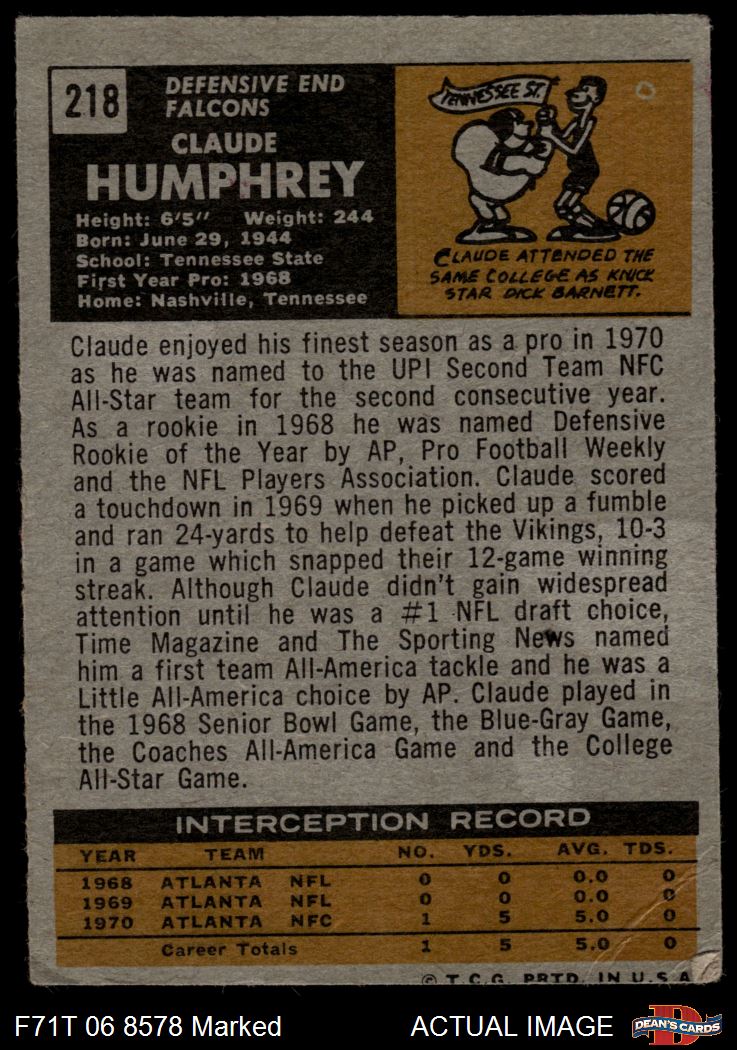 218
DEFENSIVE END
FALCONS
CLAUDE
HUMPHREY
Height: 6'5" Weight: 244
Born: June 29, 1944
School: Tennessee State
First Year Pro: 1968
Home: Nashville, Tennessee
TENNESSEE ST.
CLAUDE ATTENDED THE
SAME COLLEGE AS KNICK
STAR DICK BARNETT.
Claude enjoyed his finest season as a pro in 1970
as he was named to the UPI Second Team NFC
All-Star team for the second consecutive year.
As a rookie in 1968 he was named Defensive
Rookie of the Year by AP, Pro Football Weekly
and the NFL Players Association. Claude scored
a touchdown in 1969 when he picked up a fumble
and ran 24-yards to help defeat the Vikings, 10-3
in a game which snapped their 12-game winning
streak. Although Claude didn't gain widespread
attention until he was a #1 NFL draft choice,
Time Magazine and The Sporting News named
him a first team All-America tackle and he was a
Little All-America choice by AP. Claude played in
the 1968 Senior Bowl Game, the Blue-Gray Game,
the Coaches All-America Game and the College
All-Star Game.
INTERCEPTION RECORD
YEAR TEAM NO. YDS. AVG. TDS.
1968 ATLANTA NFL 0 0 0.0 0
1969 ATLANTA NFL 0 0 0.0 0
1970 ATLANTA NFC 1 5 5.0 0
Career Totals 1 5 5.0 0
© T.C.G. PRTD. IN U.S.A
F71T 06 8578 Marked
ACTUAL IMAGE
DEAN'S CARDS